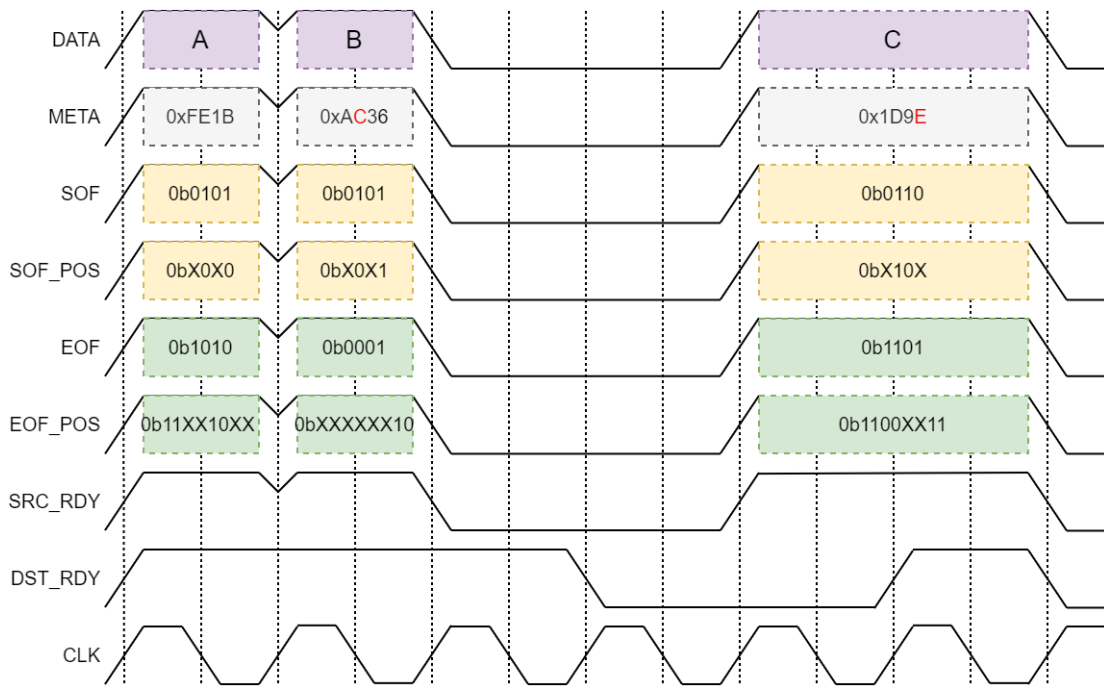 DATA A B C
META 0xFE1B 0xAC36 0x1D9E
SOF 0b0101 0b0101 0b0110
SOF_POS 0bX0X0 0bX0X1 0bX10X
EOF 0b1010 0b0001 0b1101
EOF_POS 0b11XX10XX 0bXXXXXX10 0b1100XX11
SRC_RDY
DST_RDY
CLK